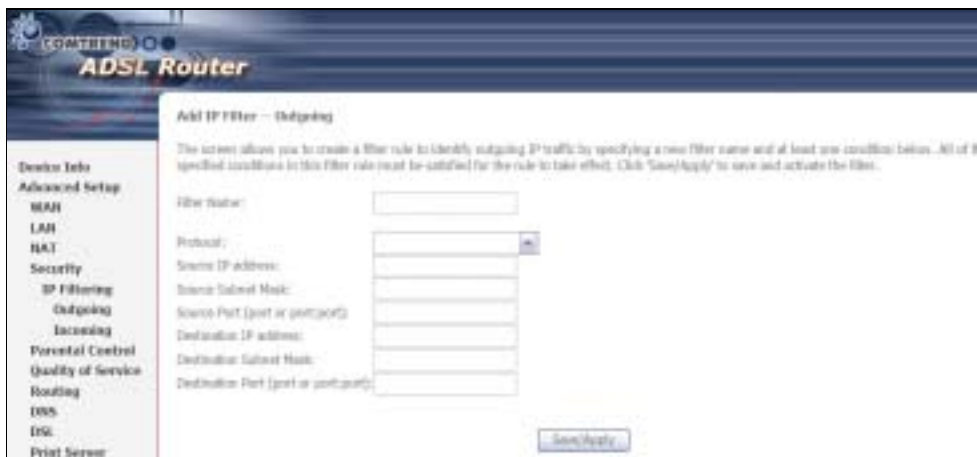 COMTREND
ADSL Router
Add IP Filter -- Outgoing
The screen allows you to create a filter rule to identify outgoing IP traffic by specifying a new filter name and at least one condition below. All of
specified conditions in this filter rule must be satisfied for the rule to take effect. Click 'Save/Apply' to save and activate the filter.
Device Info
Advanced Setup
WAN
LAN
NAT
Security
IP Filtering
Outgoing
Incoming
Parental Control
Quality of Service
Routing
DNS
DSL
Print Server
Filter Name:
Protocol:
Source IP address:
Source Subnet Mask:
Source Port (port or port:port):
Destination IP address:
Destination Subnet Mask:
Destination Port (port or port:port):
Save/Apply